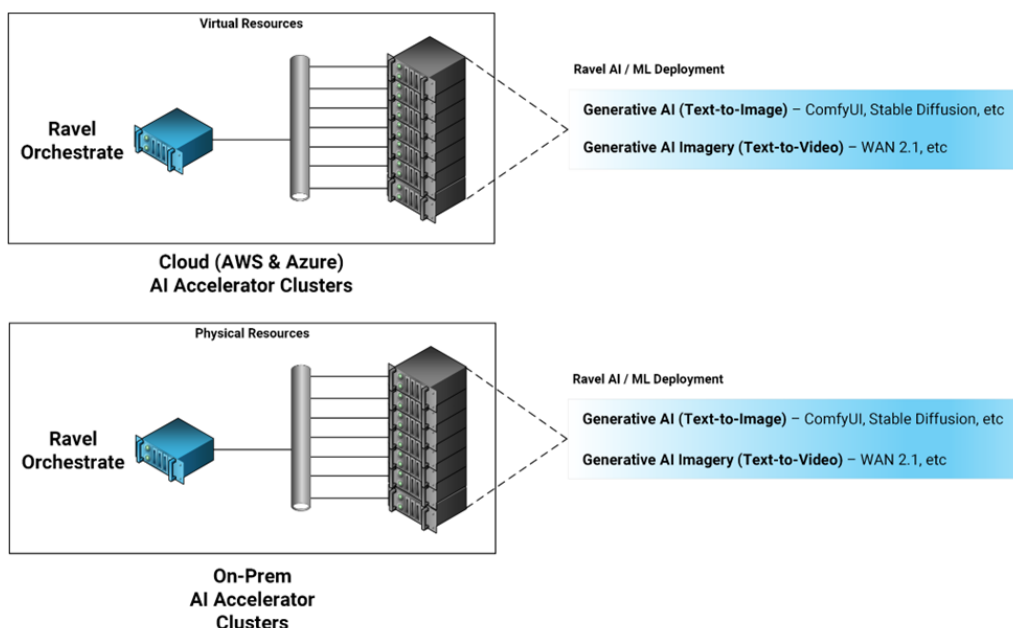 Virtual Resources
Ravel
Orchestrate
Ravel AI / ML Deployment
Generative AI (Text-to-Image) – ComfyUI, Stable Diffusion, etc
Generative AI Imagery (Text-to-Video) – WAN 2.1, etc
Cloud (AWS & Azure)
AI Accelerator Clusters
Physical Resources
Ravel
Orchestrate
Ravel AI / ML Deployment
Generative AI (Text-to-Image) – ComfyUI, Stable Diffusion, etc
Generative AI Imagery (Text-to-Video) – WAN 2.1, etc
On-Prem
AI Accelerator
Clusters